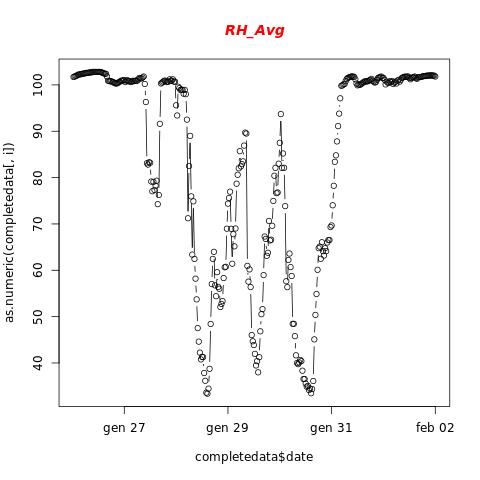 RH_Avg
as.numeric(completedata[, i])
100
90
80
70
60
50
40
gen 27
gen 29
gen 31
feb 02
completedata$date